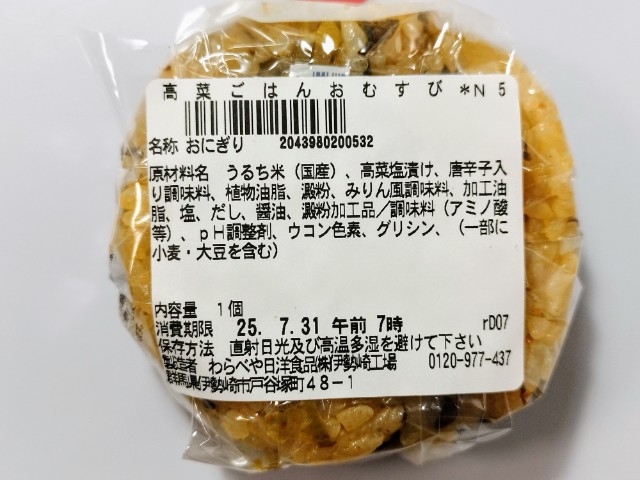 高菜ごはんおむすび *N 5
名称 おにぎり 2043980200532
原材料名 うるち米（国産）、高菜塩漬け、唐辛子入
り調味料、植物油脂、澱粉、みりん風調味料、加工油
脂、塩、だし、醤油、澱粉加工品／調味料（アミノ酸
等）、pH調整剤、ウコン色素、グリシン、（一部に
小麦・大豆を含む）
内容量 1個
消費期限 25. 7.31 午前 7時 rD07
保存方法 直射日光及び高温多湿を避けて下さい
製造者 わらべや日洋食品㈱伊勢崎工場 0120-977-437
群馬県伊勢崎市戸谷塚町48-1